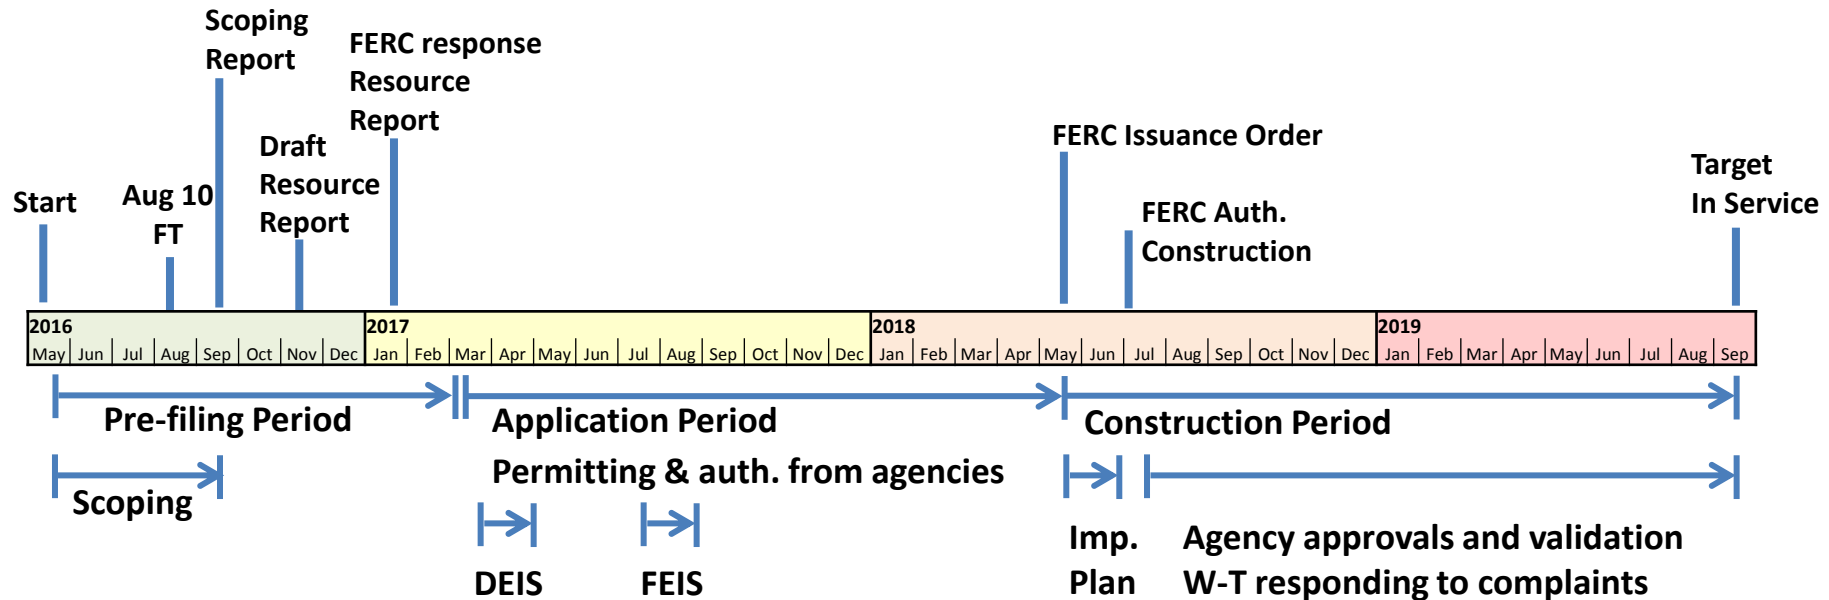 Scoping
Report
FERC response
Resource
Report
Draft
Resource
Report
Aug 10
FT
Start
FERC Issuance Order
FERC Auth.
Construction
Target
In Service
2016 2017 2018 2019
May Jun Jul Aug Sep Oct Nov Dec Jan Feb Mar Apr May Jun Jul Aug Sep Oct Nov Dec Jan Feb Mar Apr May Jun Jul Aug Sep Oct Nov Dec Jan Feb Mar Apr May Jun Jul Aug Sep
Pre-filing Period
Application Period
Construction Period
Permitting & auth. from agencies
Scoping
DEIS
FEIS
Imp.
Plan
Agency approvals and validation
W-T responding to complaints